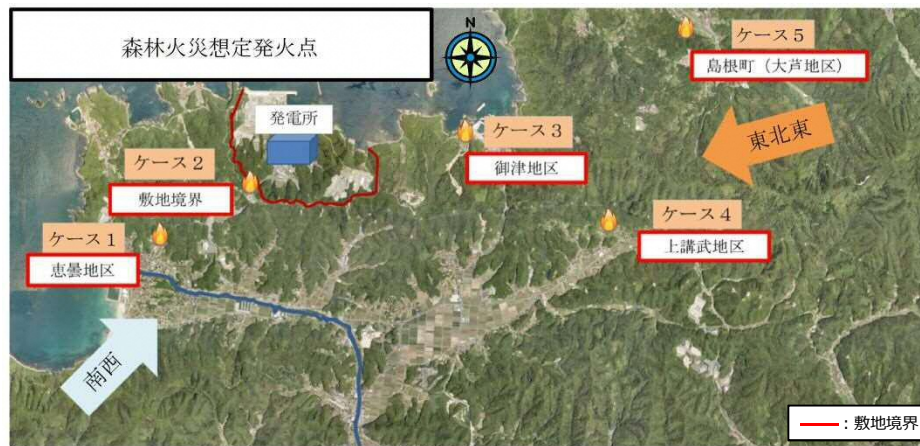 森林火災想定発火点
N
ケース5
島根町（大芦地区）
発電所
ケース3
御津地区
東北東
ケース2
敷地境界
ケース4
上講武地区
ケース1
恵曇地区
南西
：敷地境界